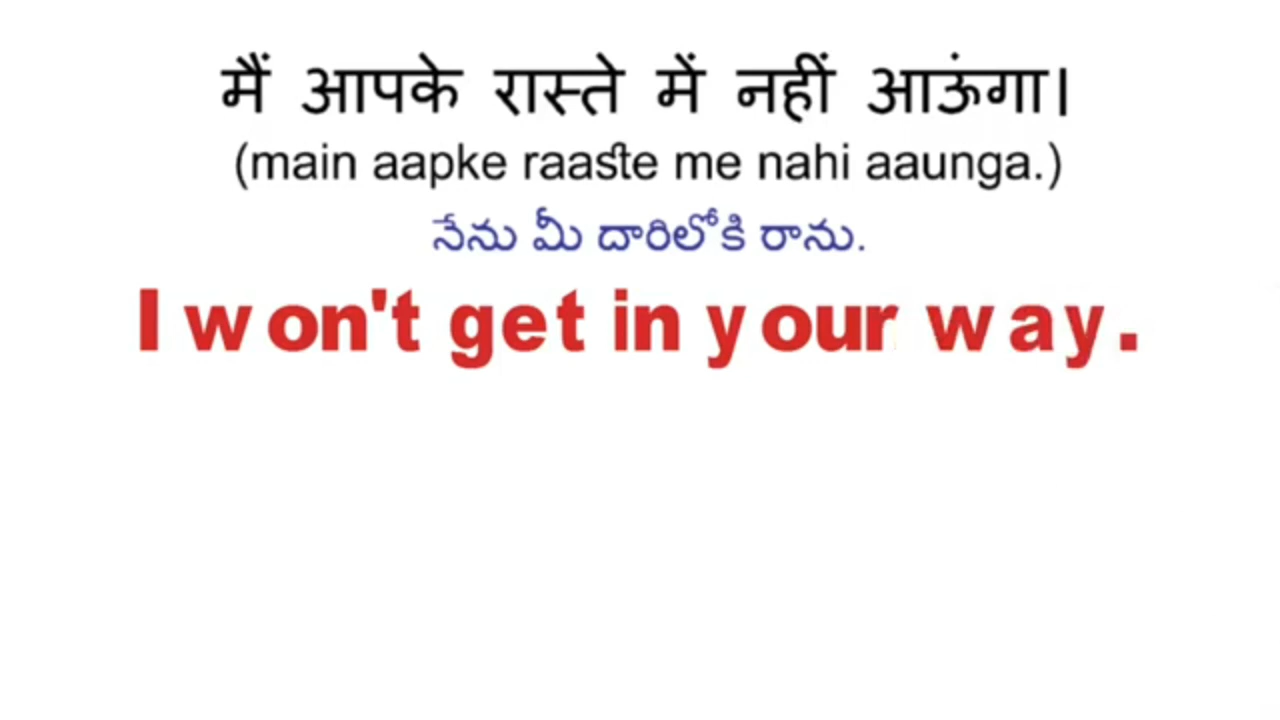 मैं आपके रास्ते में नहीं आऊंगा।
(main aapke raaste me nahi aaunga.)
నేను మీ దారిలోకి రాను.
I won't get in your way.